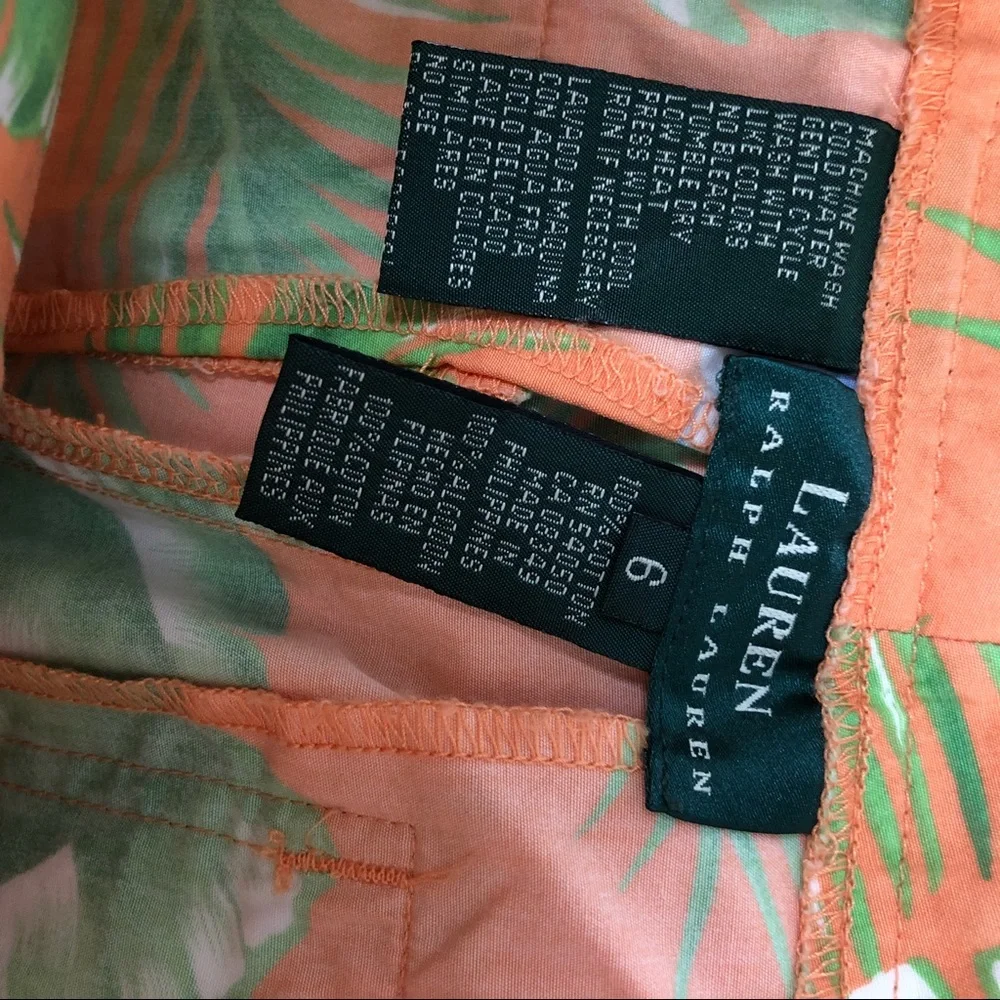 LAUREN
RALPH LAUREN
6
100% COTTON
RN 54050
CA 08349
MADE IN
PHILIPPINES
100% ALGODON
HECHO EN
FILIPINAS
100% COTON
FABRIQUE AUX
PHILIPPINES
MACHINE WASH
COLD WATER
GENTLE CYCLE
WASH WITH
LIKE COLORS
NO BLEACH
TUMBLE DRY
LOW HEAT
PRESS WITH COOL
IRON IF NECESSARY
LAVADO A MAQUINA
CON AGUA FRIA
CICLO DELICADO
LAVE CON COLORES
SIMILARES
NO USE